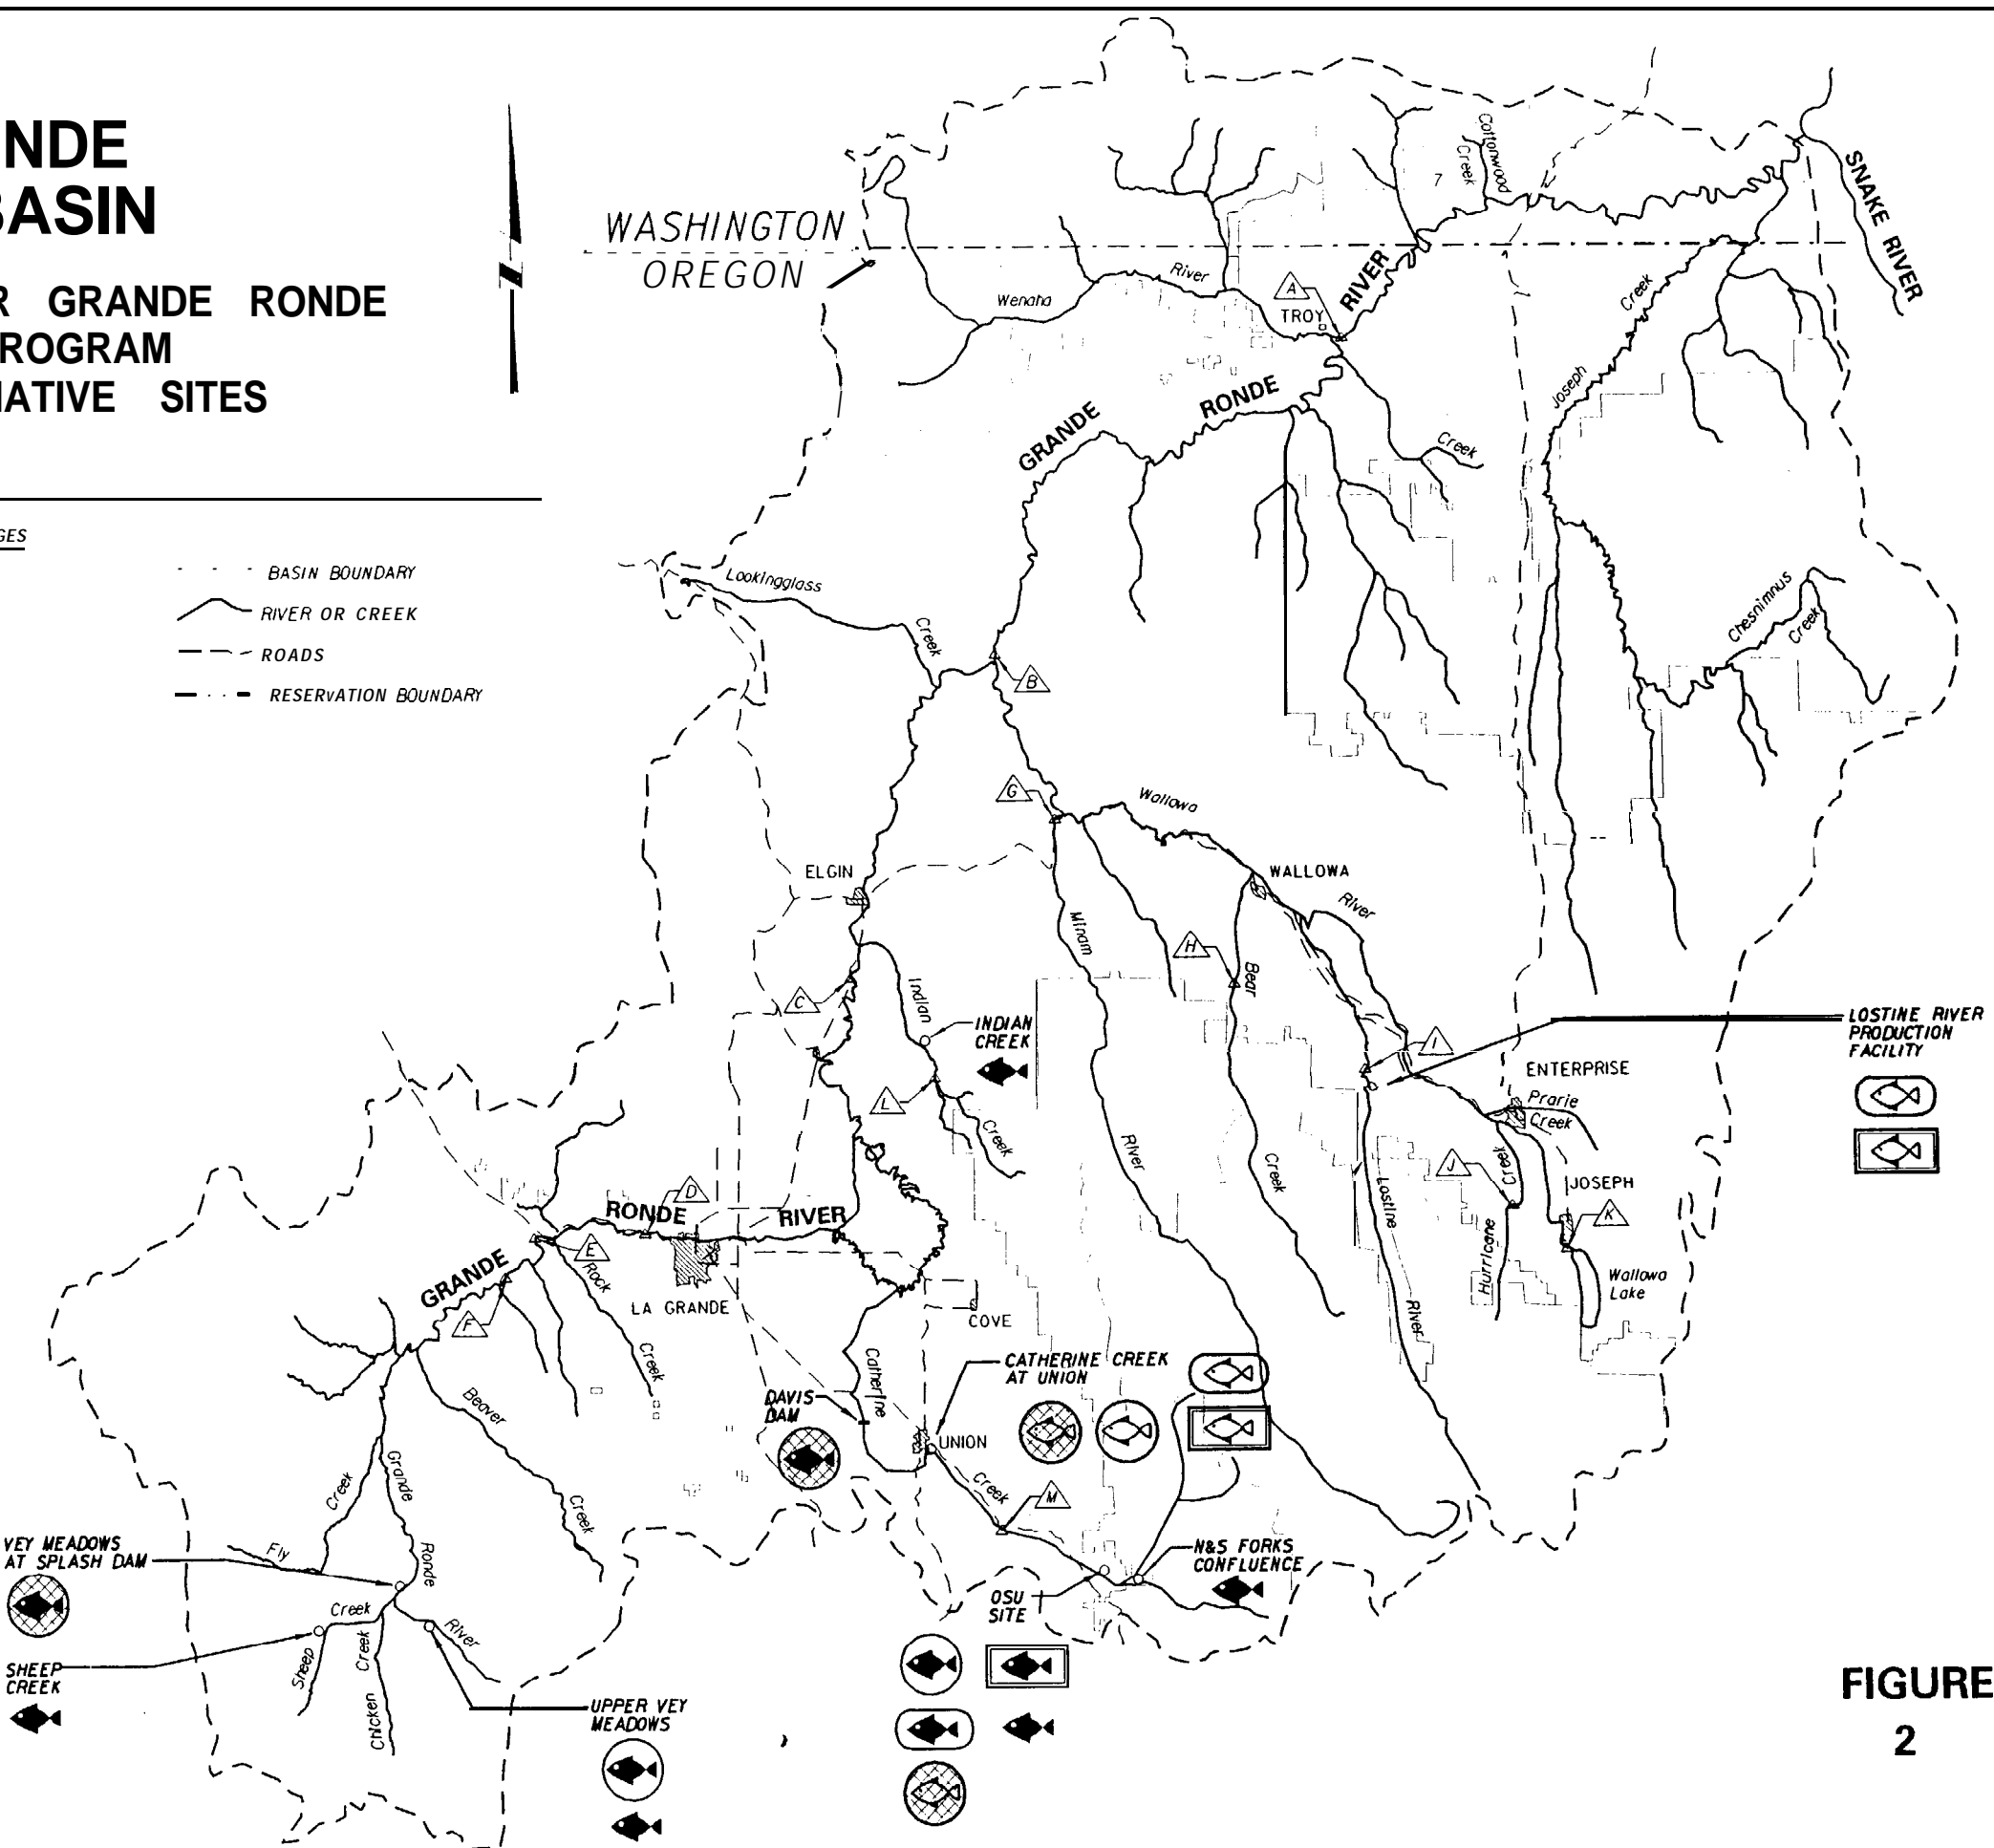 NDE
BASIN
R GRANDE RONDE
ROGRAM
NATIVE SITES
GES
BASIN BOUNDARY
RIVER OR CREEK
ROADS
RESERVATION BOUNDARY
WASHINGTON
OREGON
N
Wenaha
River
A
TROY
RIVER
RONDE
GRANDE
Cottonwood
Creek
7
SNAKE RIVER
Creek
Joseph
Creek
Chesnimnus
Creek
Lookingglass
Creek
B
G
Wallowa
WALLOWA
River
ELGIN
Minam
River
H
Bear
Creek
C
Indian
Creek
INDIAN
CREEK
L
I
LOSTINE RIVER
PRODUCTION
FACILITY
ENTERPRISE
Prarie
Creek
J
Creek
Hurricane
JOSEPH
K
Wallowa
Lake
Lostine
River
D
RONDE
RIVER
GRANDE
E
Rock
Creek
F
LA GRANDE
COVE
Catherine
Creek
CATHERINE CREEK
AT UNION
DAVIS
DAM
UNION
M
N&S FORKS
CONFLUENCE
OSU
SITE
Beaver
Creek
Grande
Ronde
River
Creek
Fly
VEY MEADOWS
AT SPLASH DAM
Creek
Sheep
Creek
Chicken
SHEEP
CREEK
UPPER VEY
MEADOWS
FIGURE
2